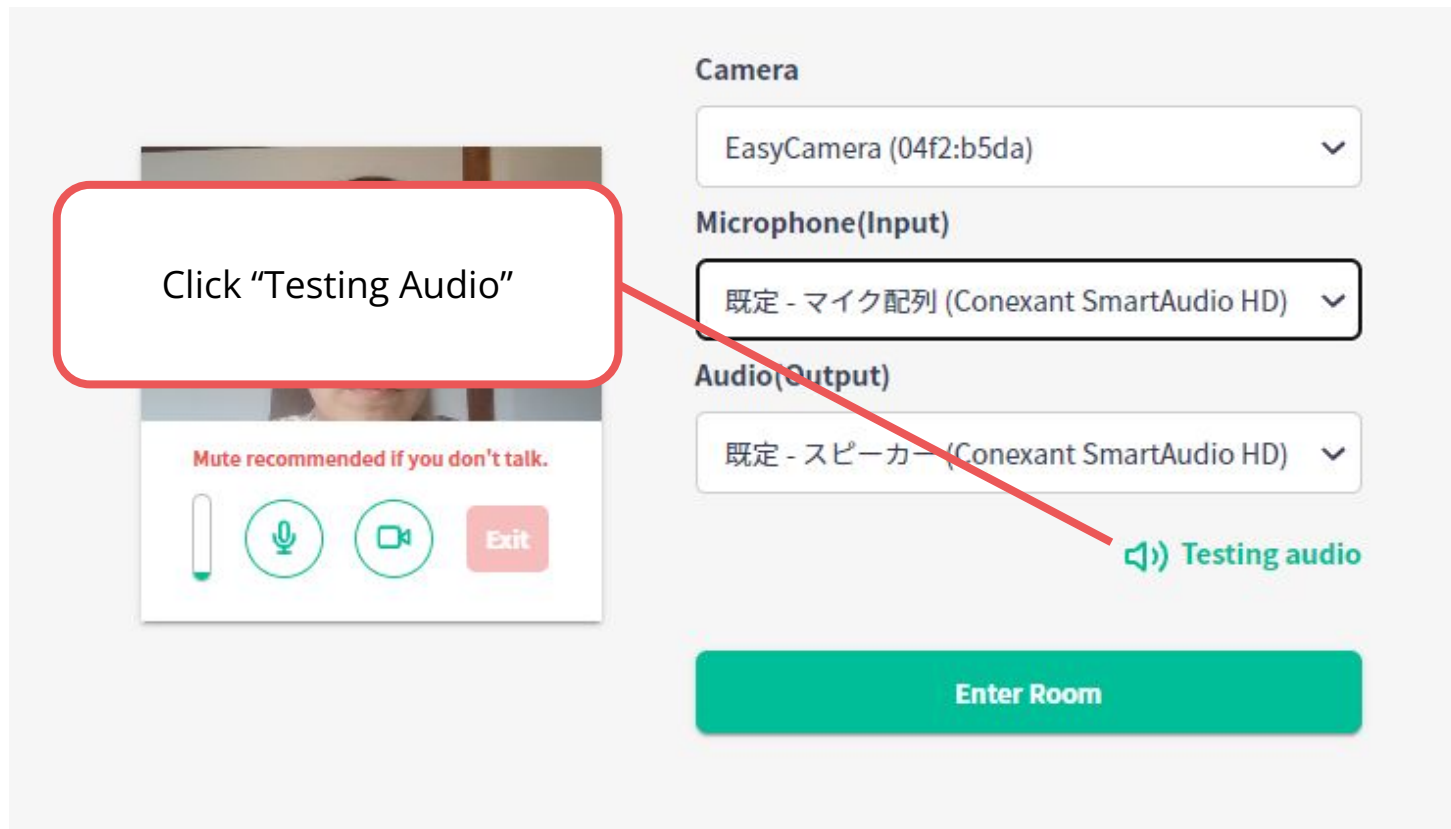 Camera
EasyCamera (04f2:b5da)
Microphone(Input)
Click “Testing Audio”
既定 - マイク配列 (Conexant SmartAudio HD)
Audio(Output)
既定 - スピーカー (Conexant SmartAudio HD)
Mute recommended if you don't talk.
Exit
Testing audio
Enter Room